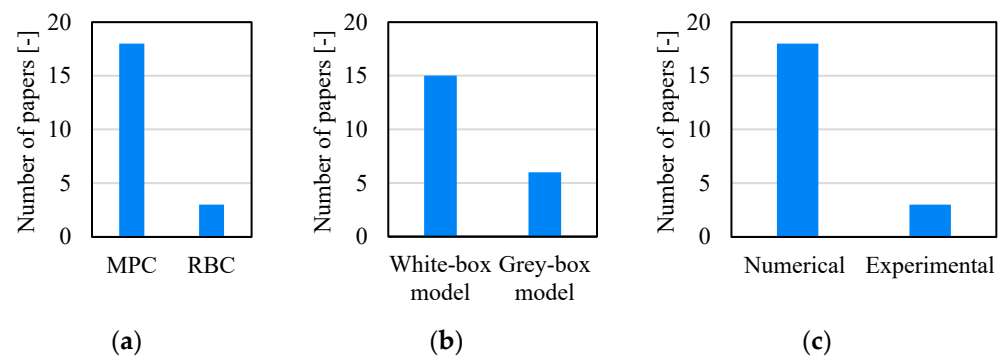 Number of papers [-]
20
15
10
5
0
MPC RBC
(a)
Number of papers [-]
20
15
10
5
0
White-box Grey-box
model model
(b)
Number of papers [-]
20
15
10
5
0
Numerical Experimental
(c)